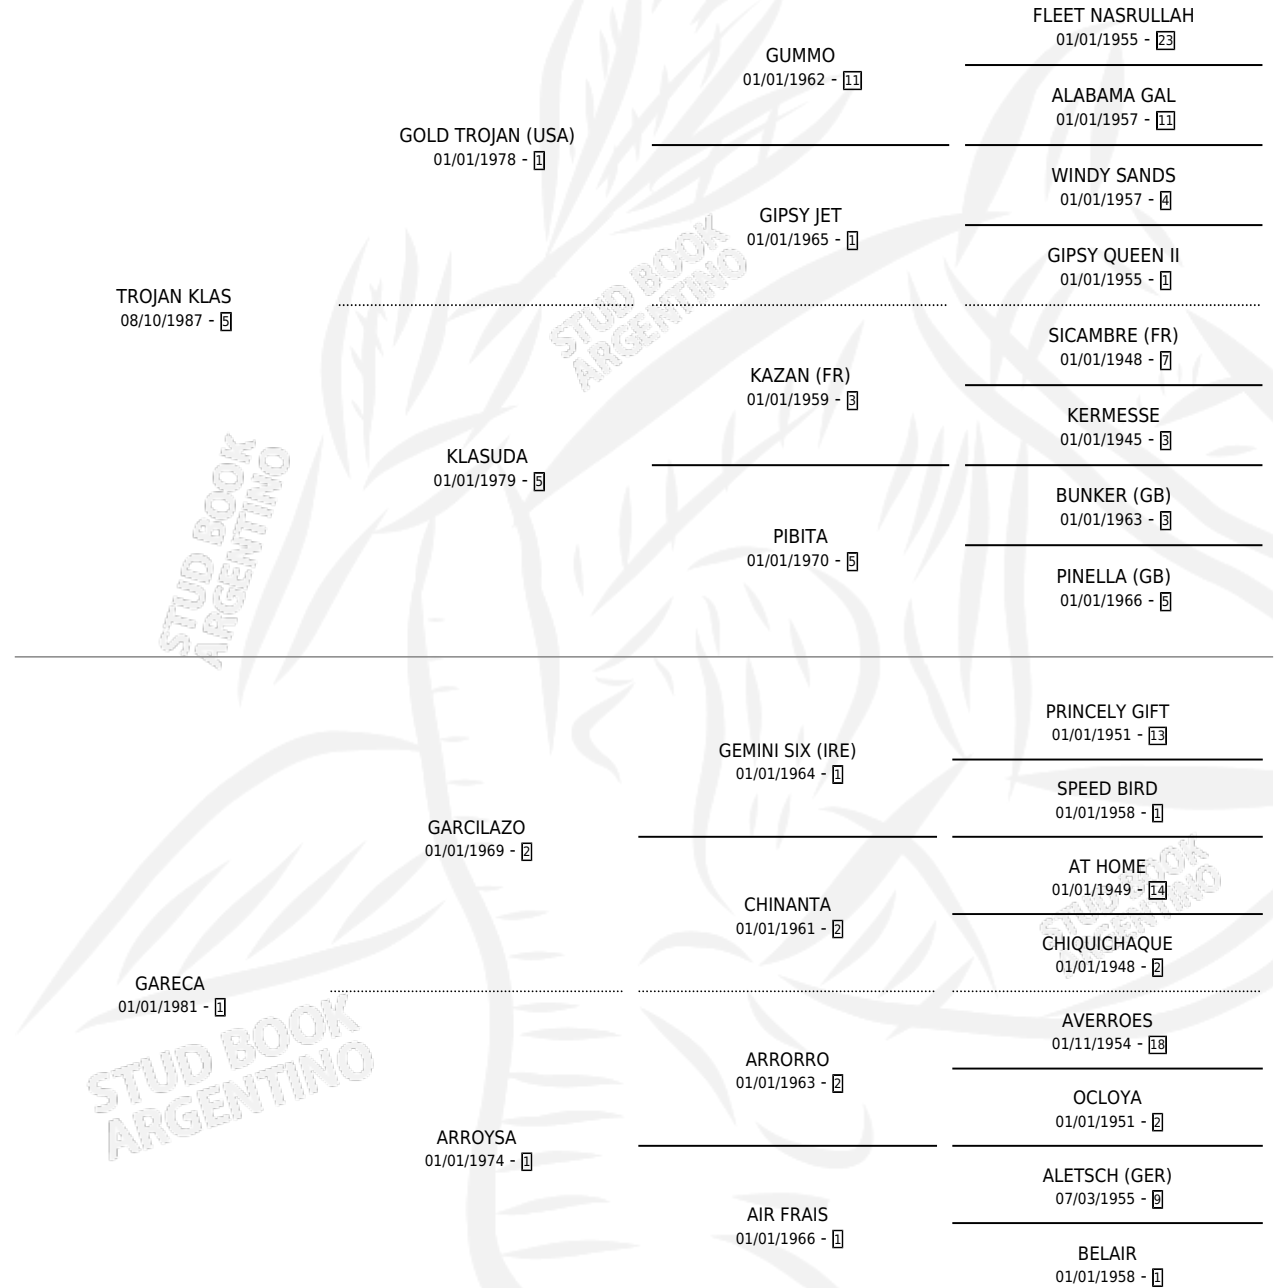 FLEET NASRULLAH
01/01/1955 - 23
GUMMO
01/01/1962 - 11
ALABAMA GAL
01/01/1957 - 11
GOLD TROJAN (USA)
01/01/1978 - 1
WINDY SANDS
01/01/1957 - 4
GIPSY JET
01/01/1965 - 1
GIPSY QUEEN II
01/01/1955 - 1
TROJAN KLAS
08/10/1987 - 5
SICAMBRE (FR)
01/01/1948 - 7
KAZAN (FR)
01/01/1959 - 3
KERMESSE
01/01/1945 - 3
KLASUDA
01/01/1979 - 5
BUNKER (GB)
01/01/1963 - 3
PIBITA
01/01/1970 - 5
PINELLA (GB)
01/01/1966 - 5
STUD BOOK
ARGENTINO
STUD BOOK
ARGENTINO
PRINCELY GIFT
01/01/1951 - 13
GEMINI SIX (IRE)
01/01/1964 - 1
SPEED BIRD
01/01/1958 - 1
GARCILAZO
01/01/1969 - 2
AT HOME
01/01/1949 - 14
CHINANTA
01/01/1961 - 2
CHIQUICHAQUE
01/01/1948 - 2
GARECA
01/01/1981 - 1
AVERROES
01/11/1954 - 18
ARRORRO
01/01/1963 - 2
OCLOYA
01/01/1951 - 2
ARROYSA
01/01/1974 - 1
ALETSCH (GER)
07/03/1955 - 9
AIR FRAIS
01/01/1966 - 1
BELAIR
01/01/1958 - 1
STUD BOOK
ARGENTINO
STUD BOOK
ARGENTINO